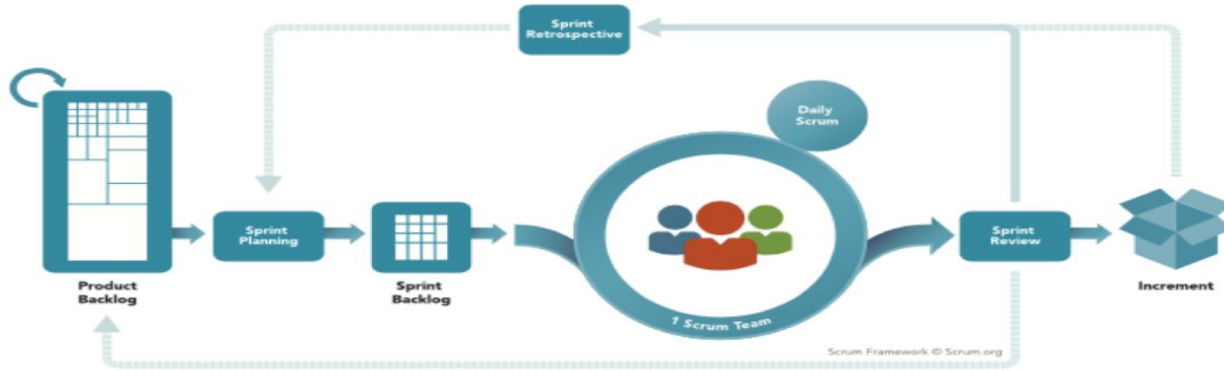 Sprint
Retrospective
Daily
Scrum
Sprint
Planning
Sprint
Review
Product
Backlog
Sprint
Backlog
1 Scrum Team
Increment
Scrum Framework © Scrum.org